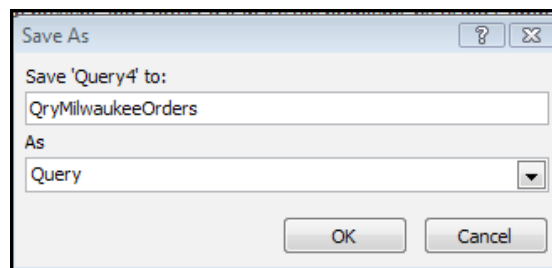 Save As
Save 'Query4' to:
QryMilwaukeeOrders
As
Query
OK Cancel